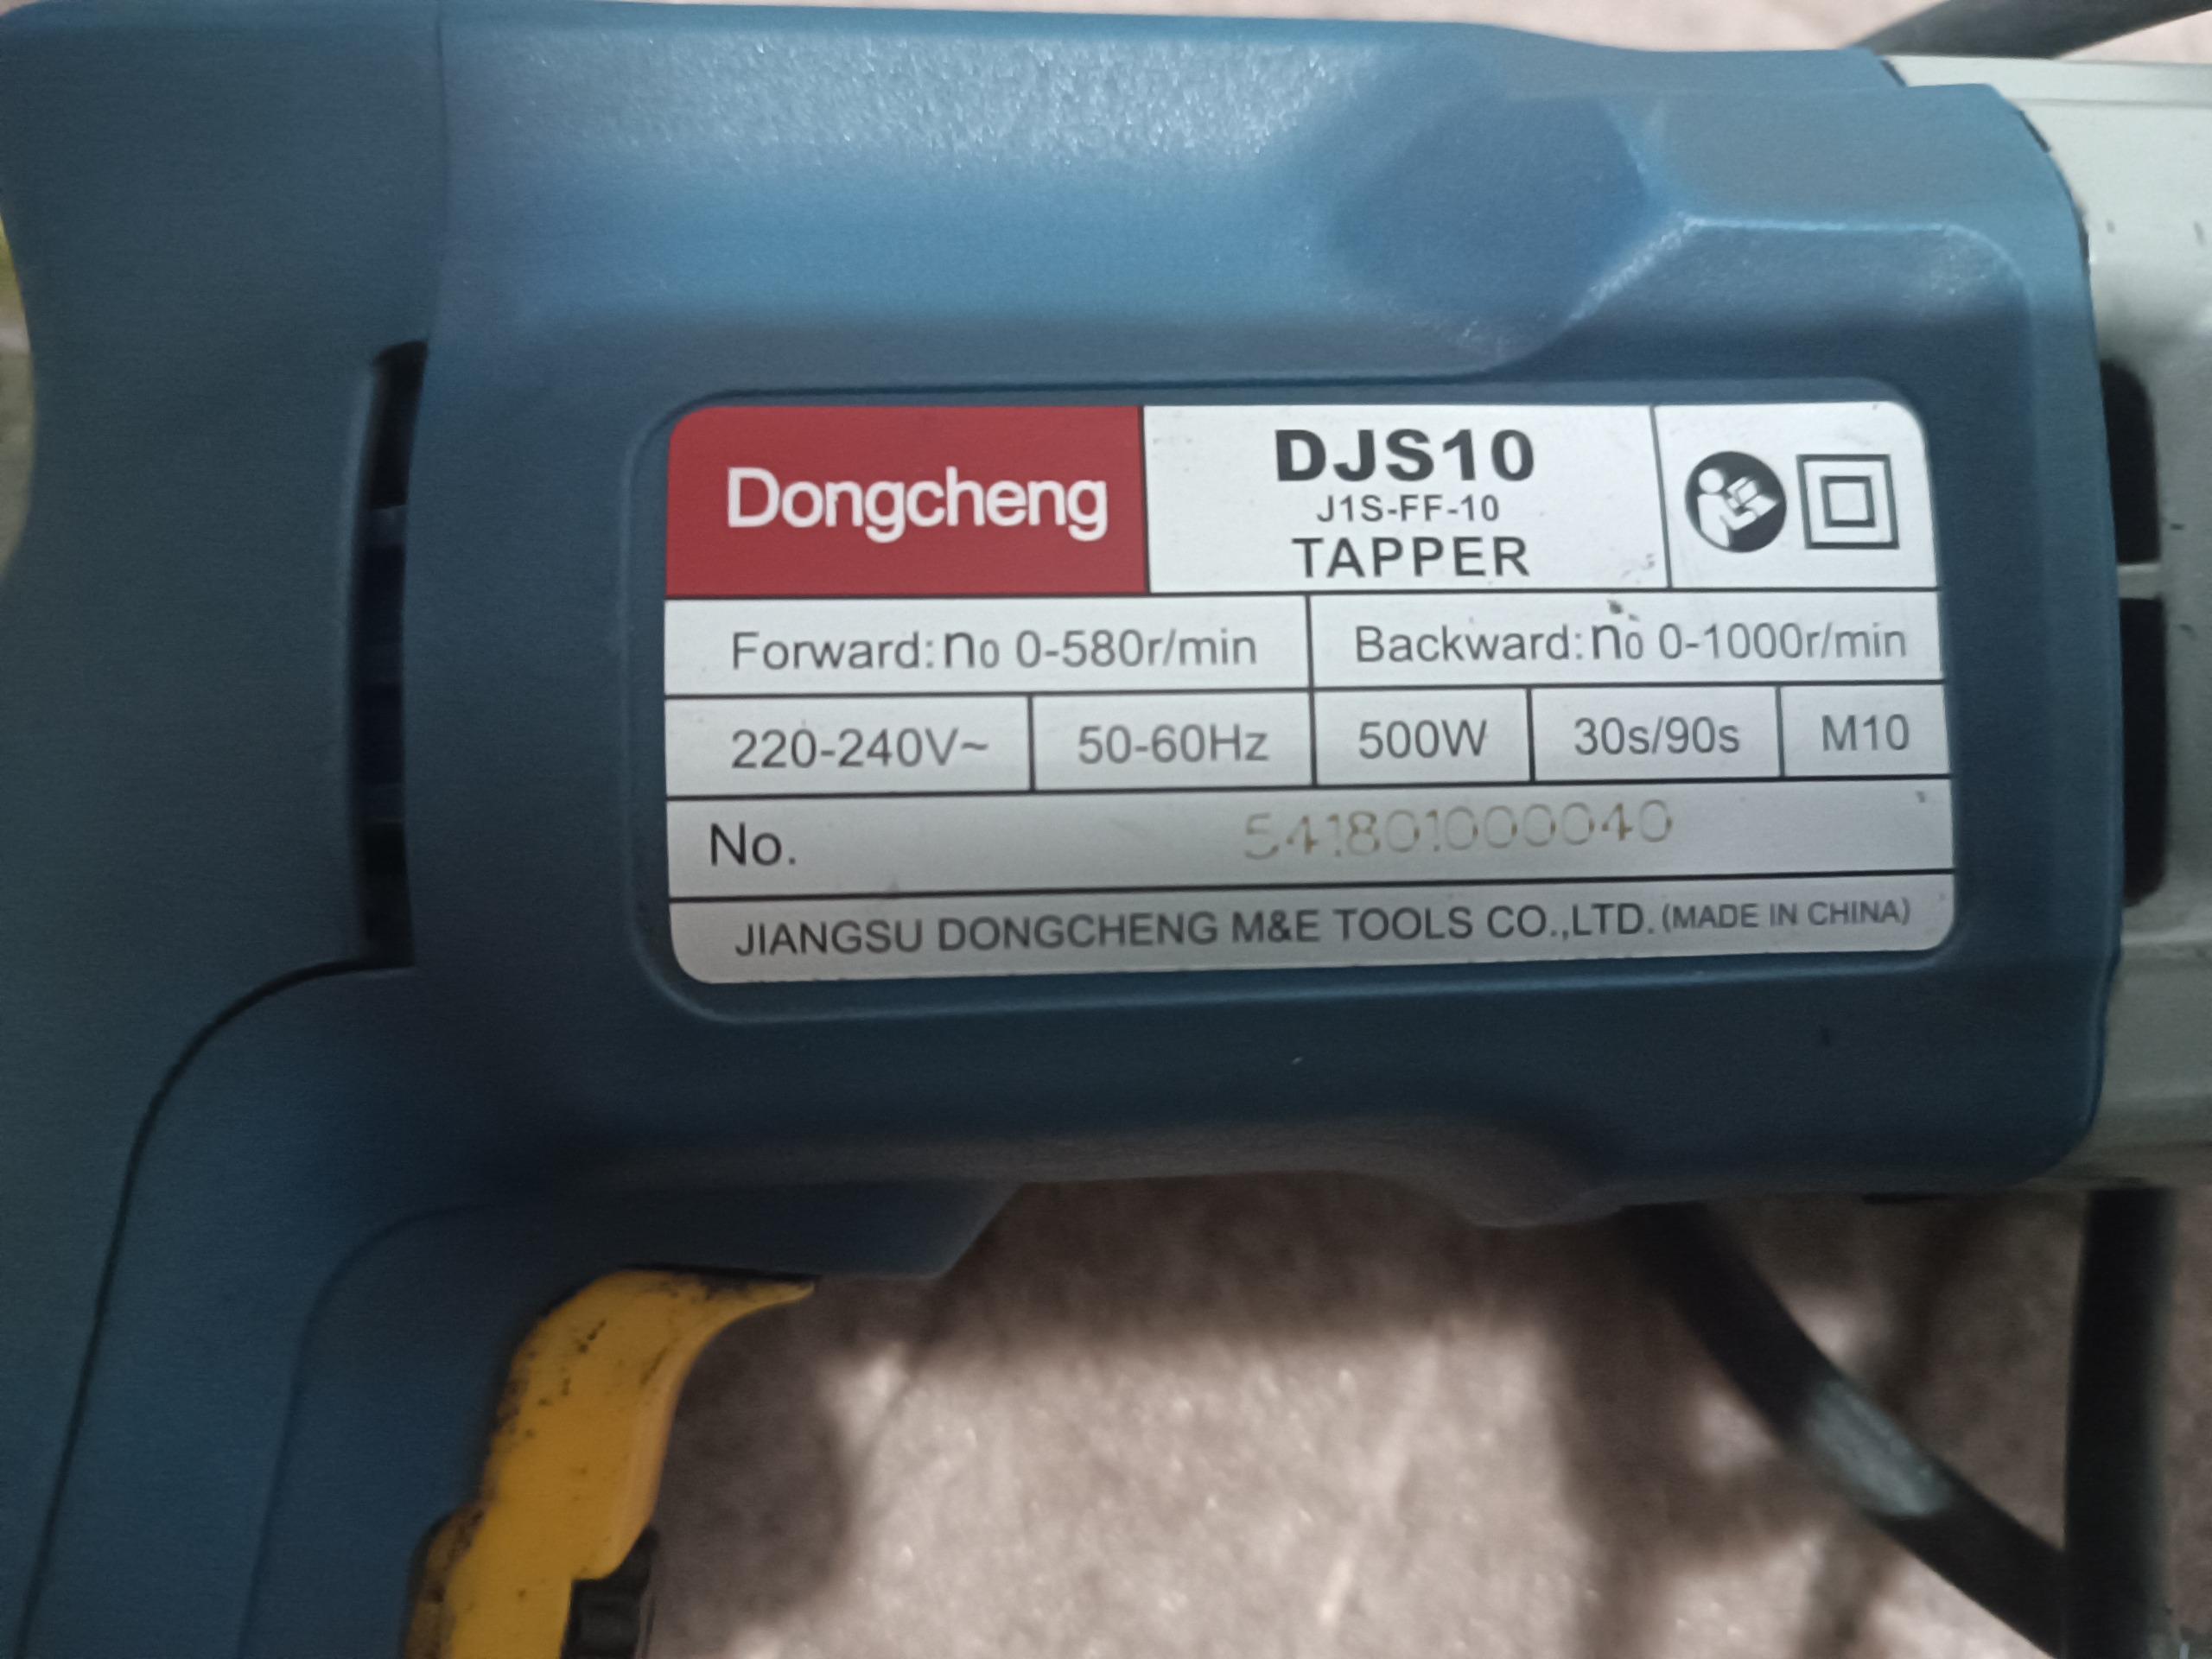 Dongcheng
DJS10
J1S-FF-10
TAPPER
Forward: n0 0-580r/min
Backward: n0 0-1000r/min
220-240V~ 50-60Hz 500W 30s/90s M10
No. 541801000040
JIANGSU DONGCHENG M&E TOOLS CO.,LTD. (MADE IN CHINA)